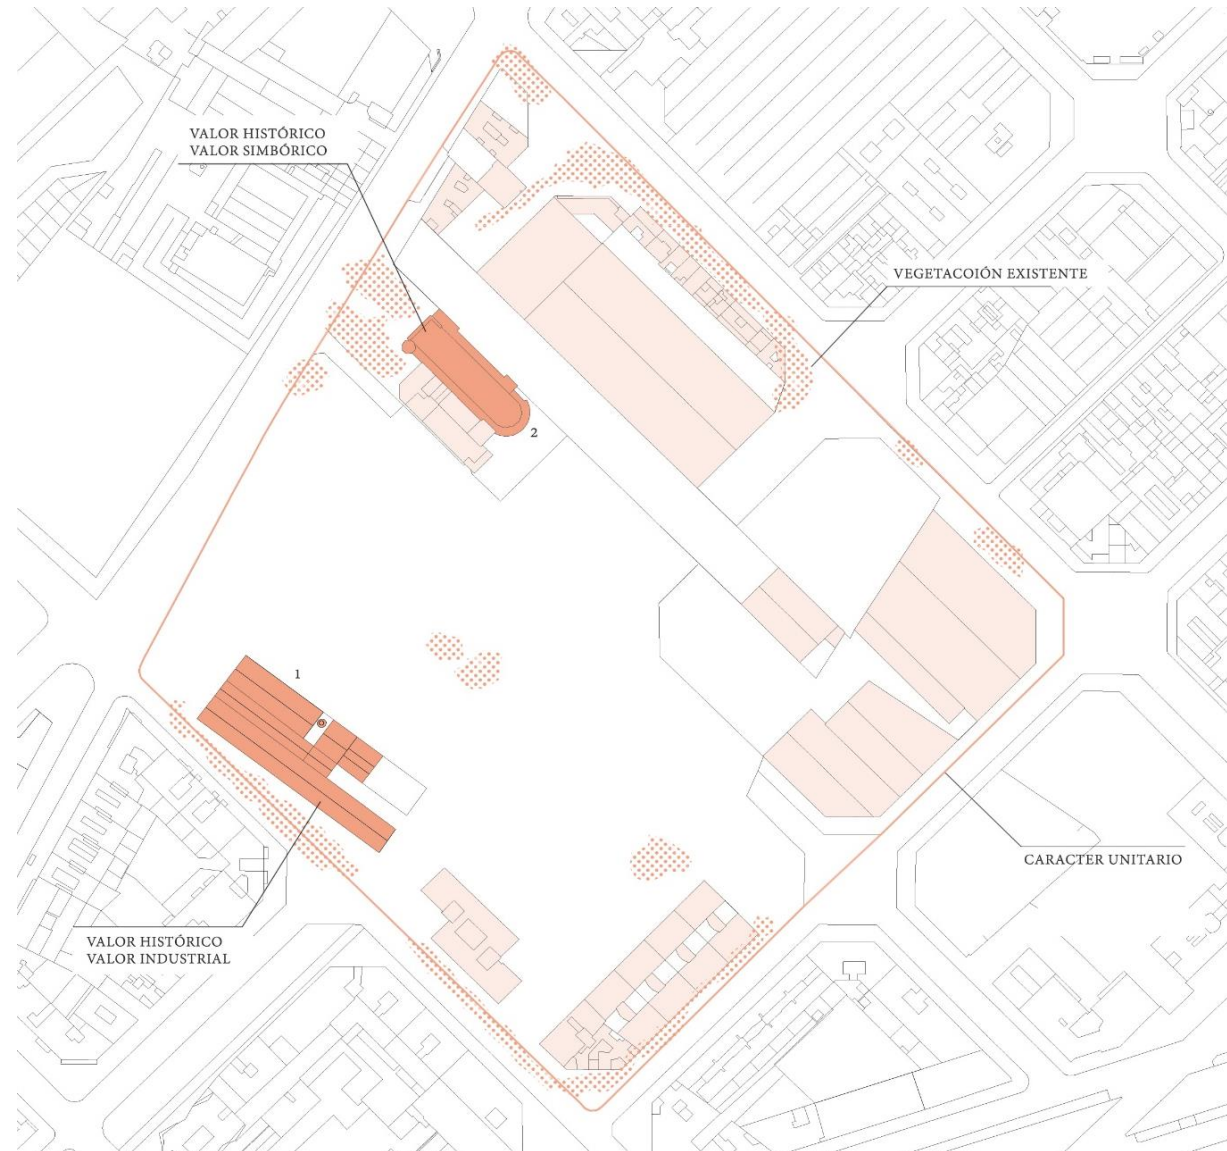 VALOR HISTÓRICO
VALOR SIMBÓRICO
VEGETACOIÓN EXISTENTE
2
1
CARACTER UNITARIO
VALOR HISTÓRICO
VALOR INDUSTRIAL